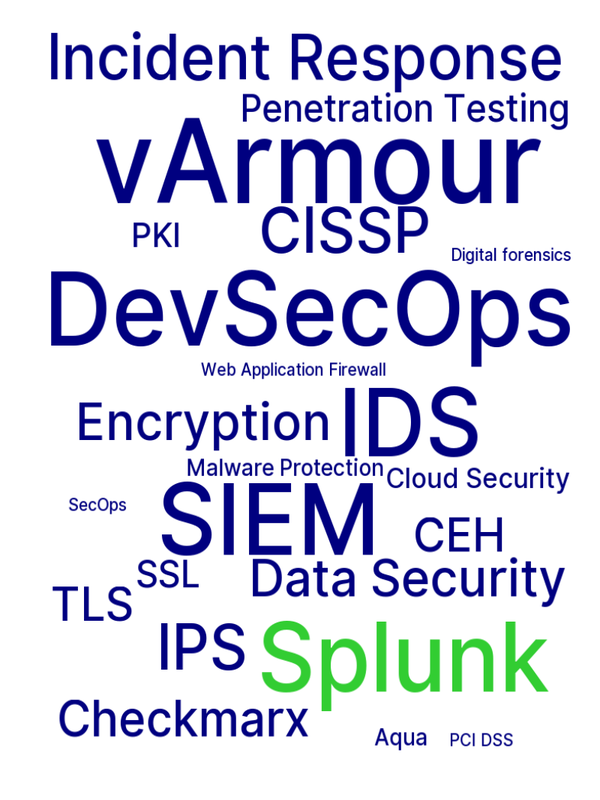 Incident Response
Penetration Testing
vArmour
PKI
CISSP
Digital forensics
DevSecOps
Web Application Firewall
Encryption
IDS
Malware Protection
Cloud Security
SecOps
SIEM
CEH
SSL
Data Security
TLS
IPS
Splunk
Checkmarx
Aqua
PCI DSS